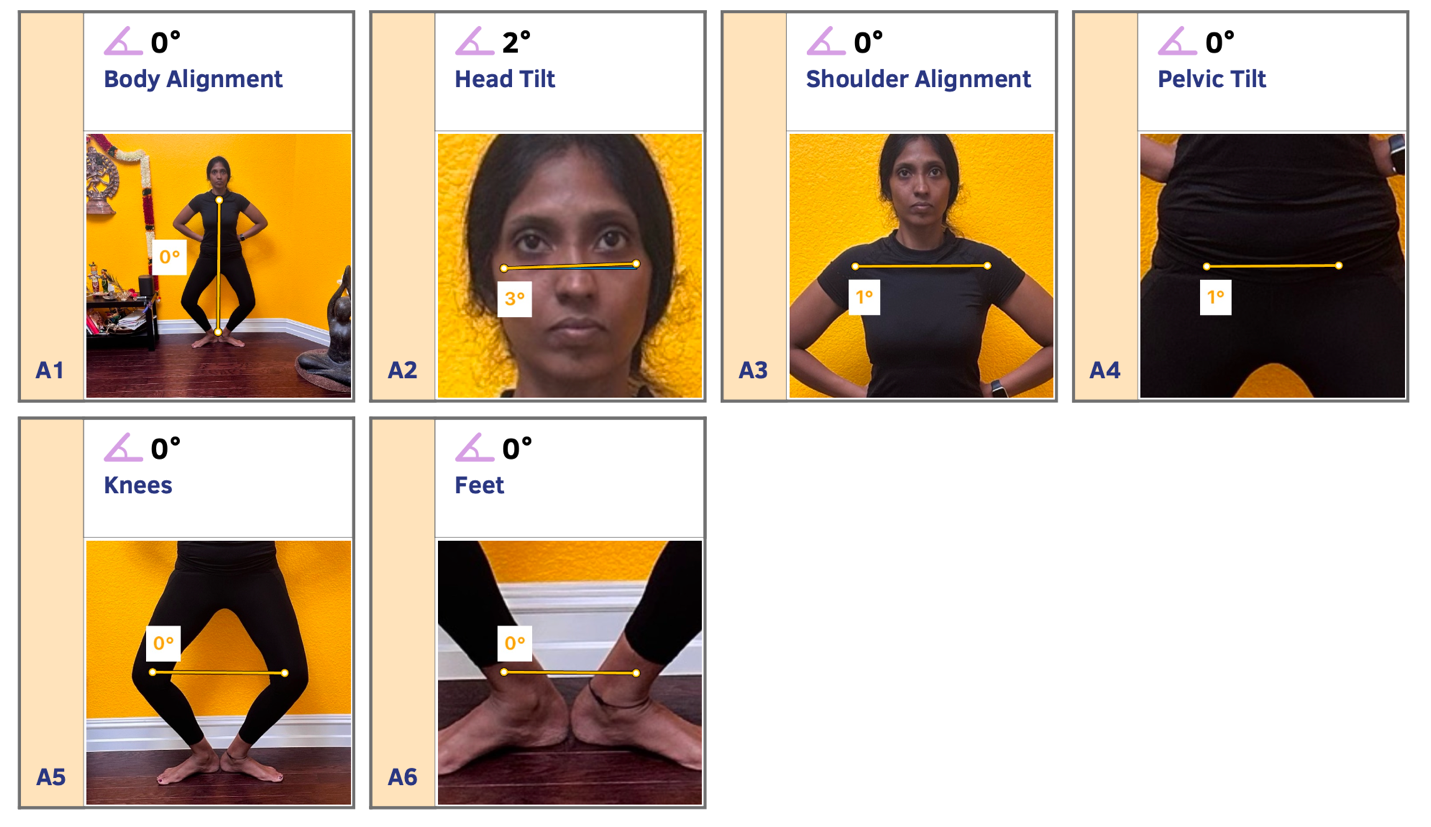 0°
Body Alignment
0°
A1
2°
Head Tilt
3°
A2
0°
Shoulder Alignment
1°
A3
0°
Pelvic Tilt
1°
A4
0°
Knees
0°
A5
0°
Feet
0°
A6